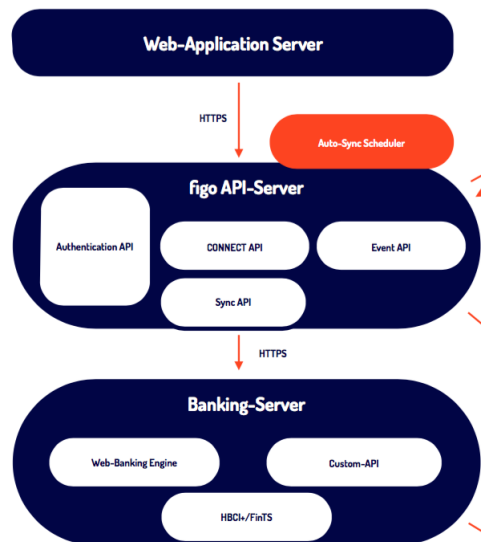 Web-Application Server
HTTPS
Auto-Sync Scheduler
figo API-Server
Authentication API
CONNECT API
Event API
Sync API
HTTPS
Banking-Server
Web-Banking Engine
Custom-API
HBCI+/FinTS